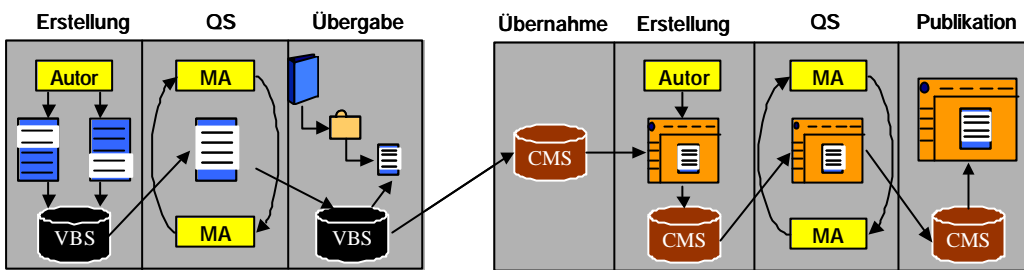 Erstellung
QS
Übergabe
Übernahme
Erstellung
QS
Publikation
Autor
MA
Autor
MA
CMS
MA
VBS
VBS
CMS
MA
CMS